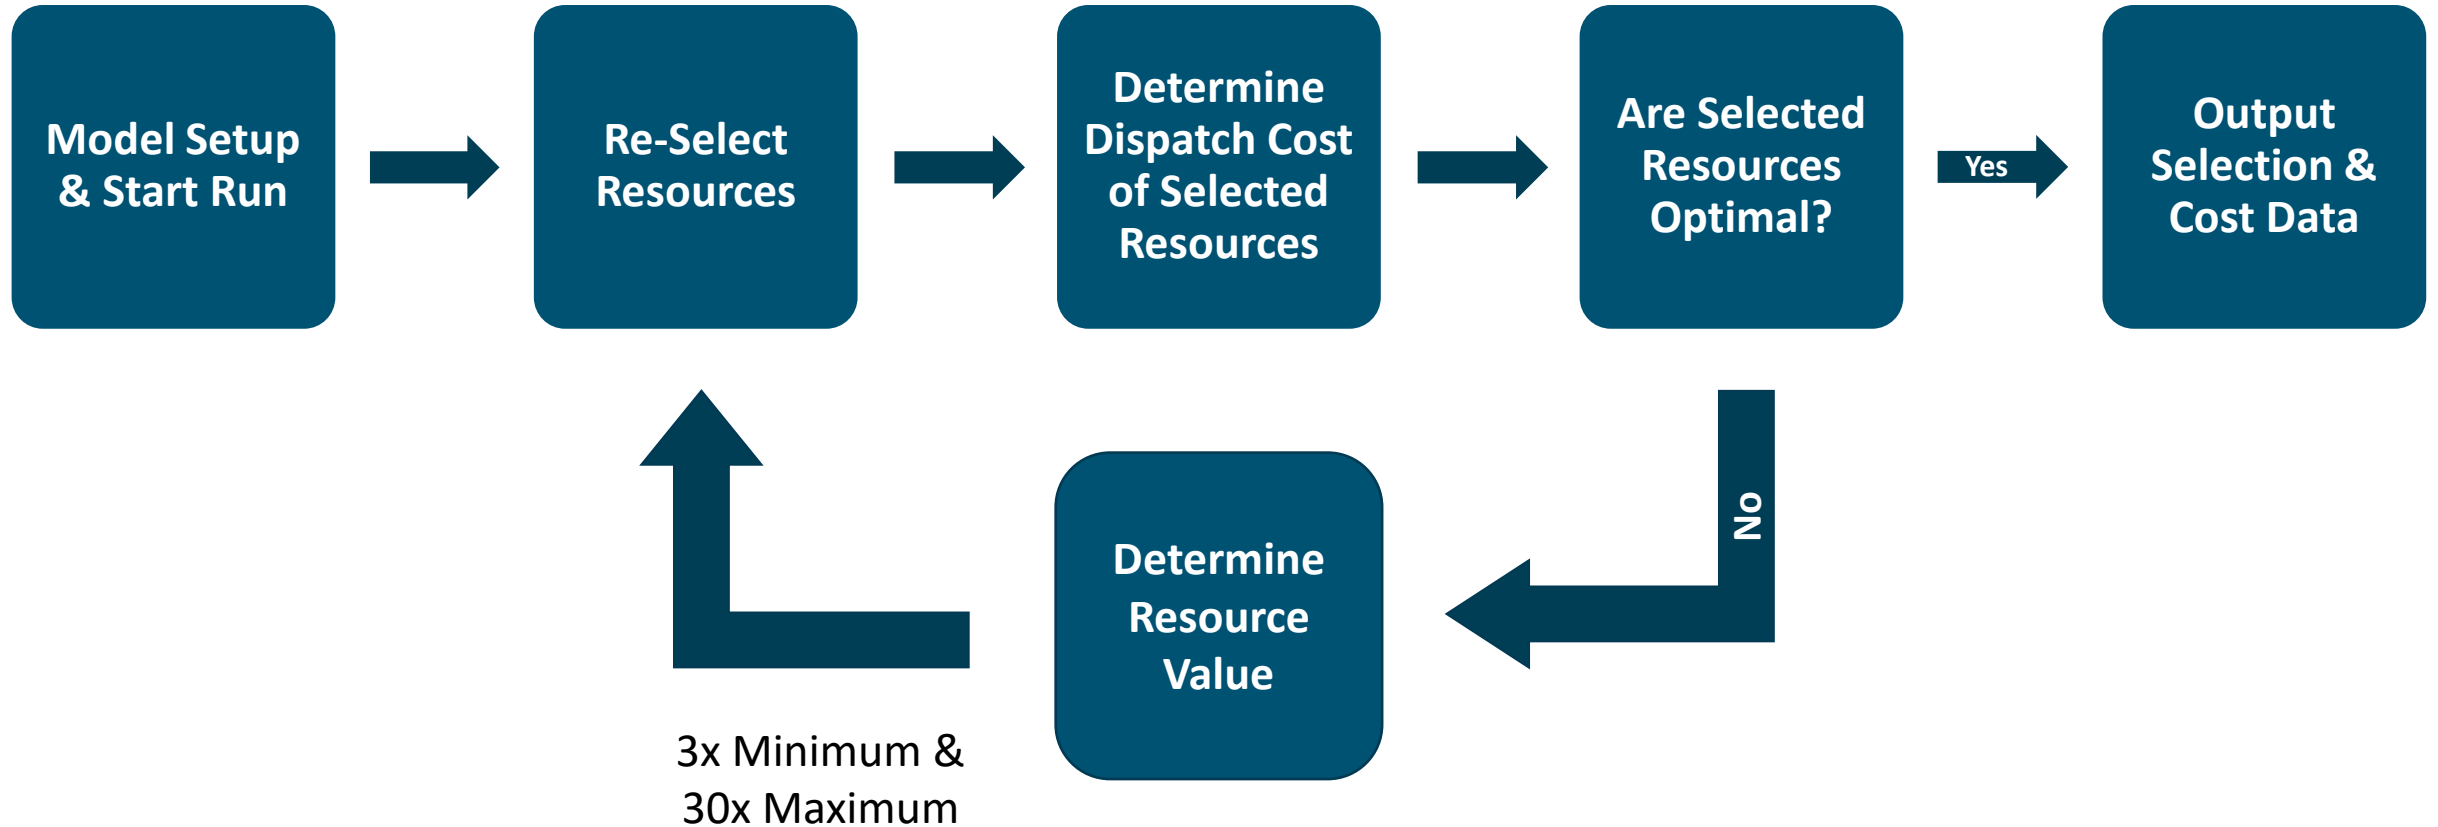 Model Setup
& Start Run
Re-Select
Resources
Determine
Dispatch Cost
of Selected
Resources
Are Selected
Resources
Optimal?
Yes
Output
Selection &
Cost Data
No
Determine
Resource
Value
3x Minimum &
30x Maximum